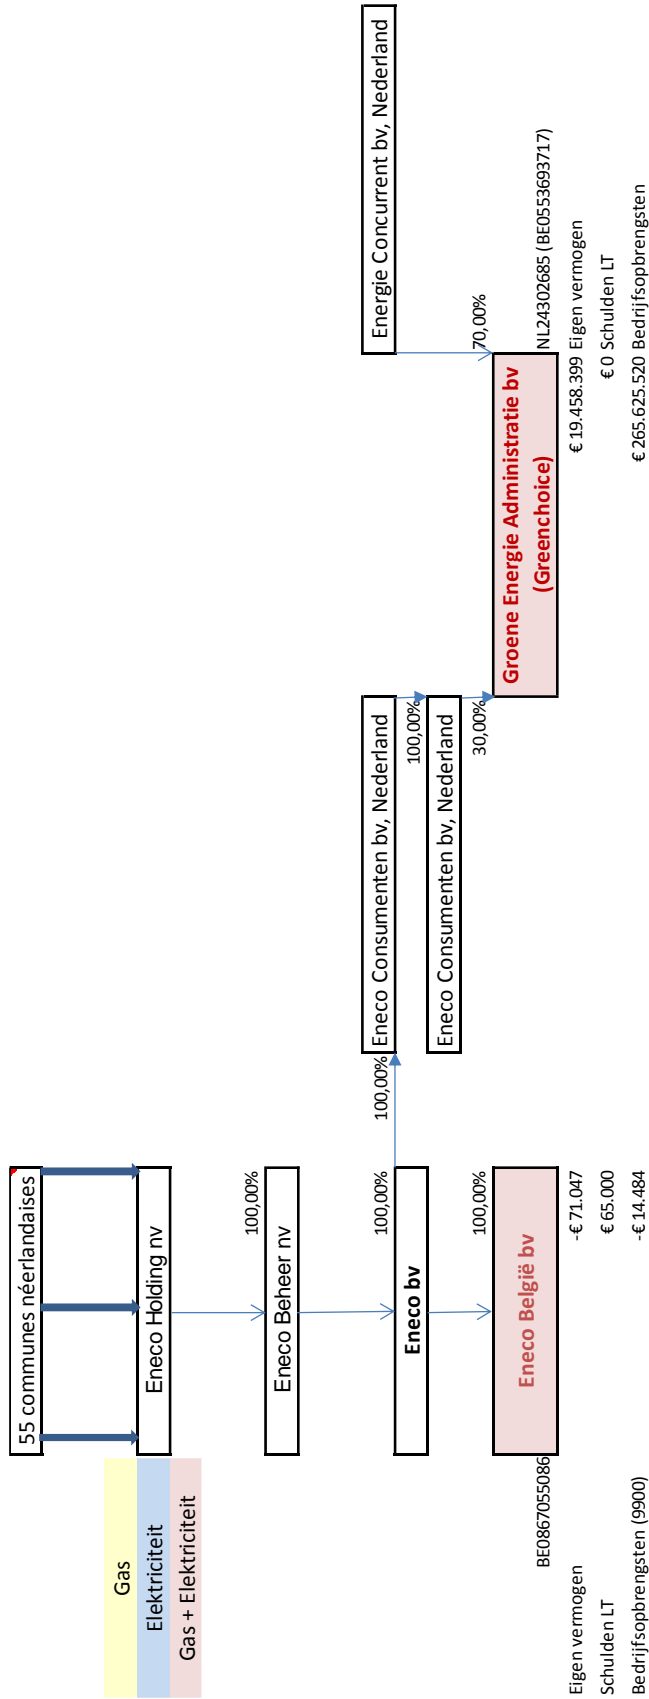 55 communes néerlandaises
Gas
Elektriciteit
Gas + Elektriciteit
Eneco Holding nv
100,00%
Eneco Beheer nv
100,00%
100,00%
Eneco bv
Eneco Consumenten bv, Nederland
Energie Concurrent bv, Nederland
100,00%
Eneco Consumenten bv, Nederland
100,00%
30,00%
70,00%
Eneco België bv
Groene Energie Administratie bv
(Greenchoice)
BE0867055086
NL24302685 (BE0553693717)
Eigen vermogen
-€ 71.047
€ 19.458.399 Eigen vermogen
Schulden LT
€ 65.000
€ 0 Schulden LT
Bedrijfsopbrengsten (9900)
-€ 14.484
€ 265.625.520 Bedrijfsopbrengsten